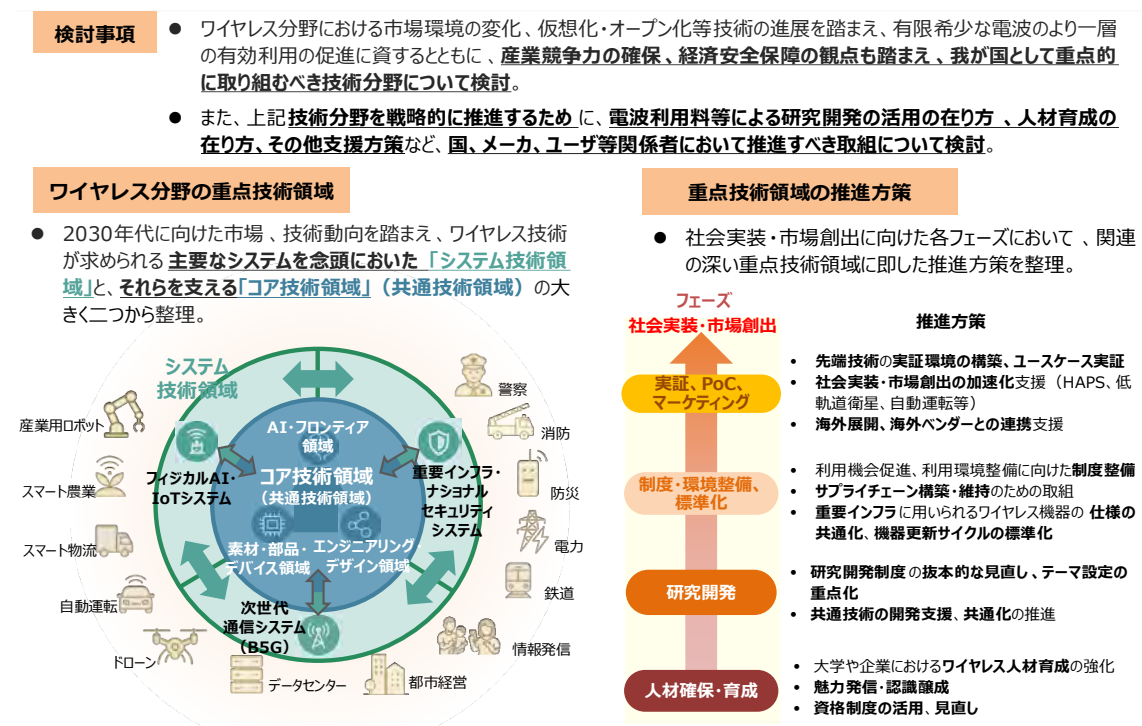 検討事項
● ワイヤレス分野における市場環境の変化、仮想化・オープン化等技術の進展を踏まえ、有限希少な電波のより一層
の有効利用の促進に資するとともに、産業競争力の確保、経済安全保障の観点も踏まえ、我が国として重点的
に取り組むべき技術分野について検討。
● また、上記技術分野を戦略的に推進するために、電波利用料等による研究開発の活用の在り方、人材育成の
在り方、その他支援方策など、国、メーカ、ユーザ等関係者において推進すべき取組について検討。
ワイヤレス分野の重点技術領域
● 2030年代に向けた市場、技術動向を踏まえ、ワイヤレス技術
が求められる主要なシステムを念頭においた「システム技術領
域」と、それらを支える「コア技術領域」（共通技術領域）の大
きく二つから整理。
システム
技術領域
産業用ロボット
スマート農業
スマート物流
自動運転
ドローン
データセンター
都市経営
情報発信
鉄道
電力
防災
消防
警察
AI・フロンティア
領域
コア技術領域
（共通技術領域）
フィジカルAI・
IoTシステム
重要インフラ・
ナショナル
セキュリティ
システム
素材・部品・
デバイス領域
エンジニアリング
デザイン領域
次世代
通信システム
（B5G）
重点技術領域の推進方策
● 社会実装・市場創出に向けた各フェーズにおいて、関連
の深い重点技術領域に即した推進方策を整理。
フェーズ
社会実装・市場創出
推進方策
実証、PoC、
マーケティング
• 先端技術の実証環境の構築、ユースケース実証
• 社会実装・市場創出の加速化支援（HAPS、低
軌道衛星、自動運転等）
• 海外展開、海外ベンダーとの連携支援
制度・環境整備、
標準化
• 利用機会促進、利用環境整備に向けた制度整備
• サプライチェーン構築・維持のための取組
• 重要インフラに用いられるワイヤレス機器の仕様の
共通化、機器更新サイクルの標準化
研究開発
• 研究開発制度の抜本的な見直し、テーマ設定の
重点化
• 共通技術の開発支援、共通化の推進
人材確保・育成
• 大学や企業におけるワイヤレス人材育成の強化
• 魅力発信・認識醸成
• 資格制度の活用、見直し